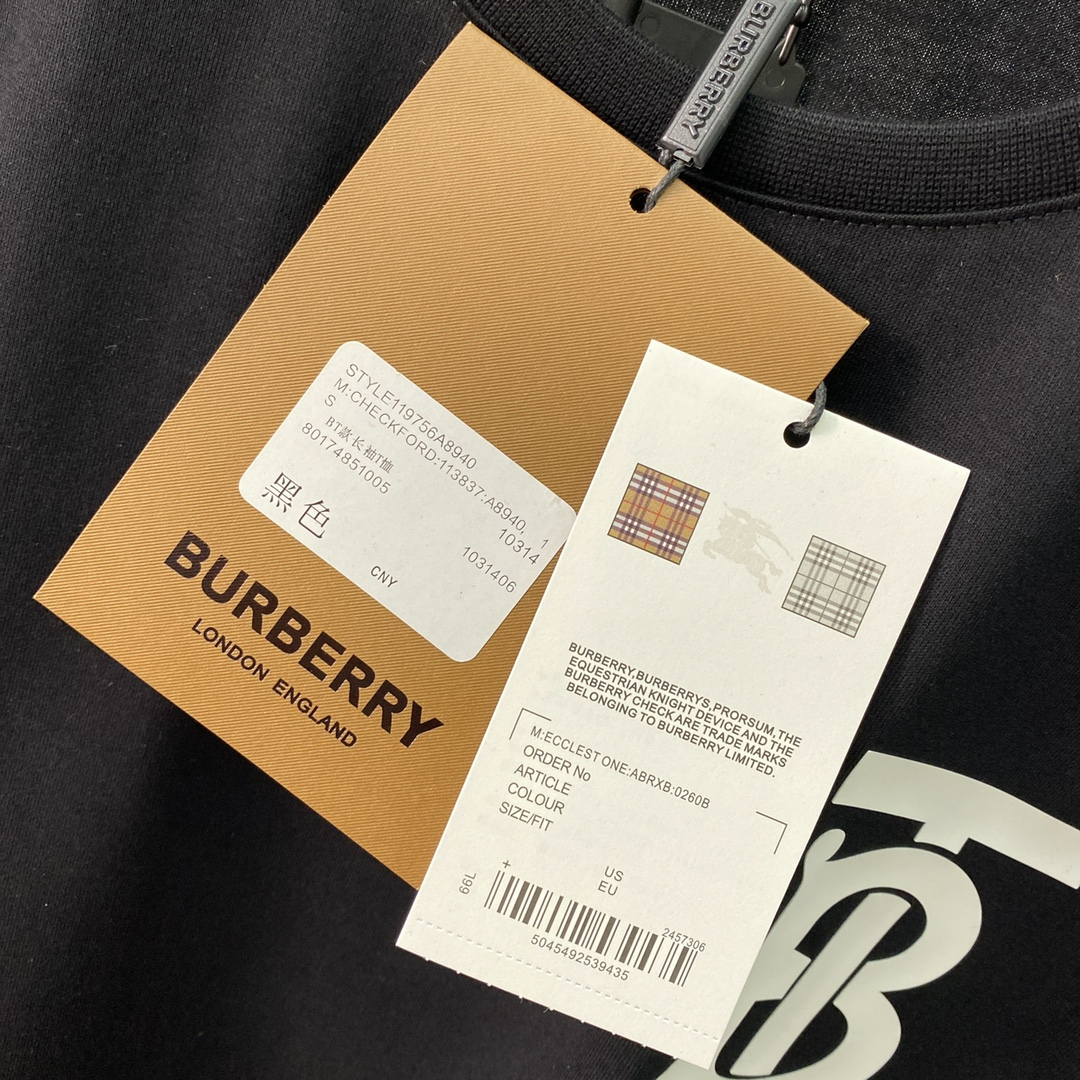 BURBERRY
STYLE119756A8940
M:CHECKFORD:113837:A8940, 1
S 10314
BT款长袖T恤
80174851005 1031406
黑色
CNY
BURBERRY
LONDON ENGLAND
BURBERRY,BURBERRYS,PRORSUM,THE
EQUESTRIAN KNIGHT DEVICE AND THE
BURBERRY CHECKARE TRADE MARKS
BELONGING TO BURBERRY LIMITED.
M:ECCLEST ONE:ABRXB:0260B
ORDER No
ARTICLE
COLOUR
SIZE/FIT
+ US
799 EU
2457306
5045492539435
TB